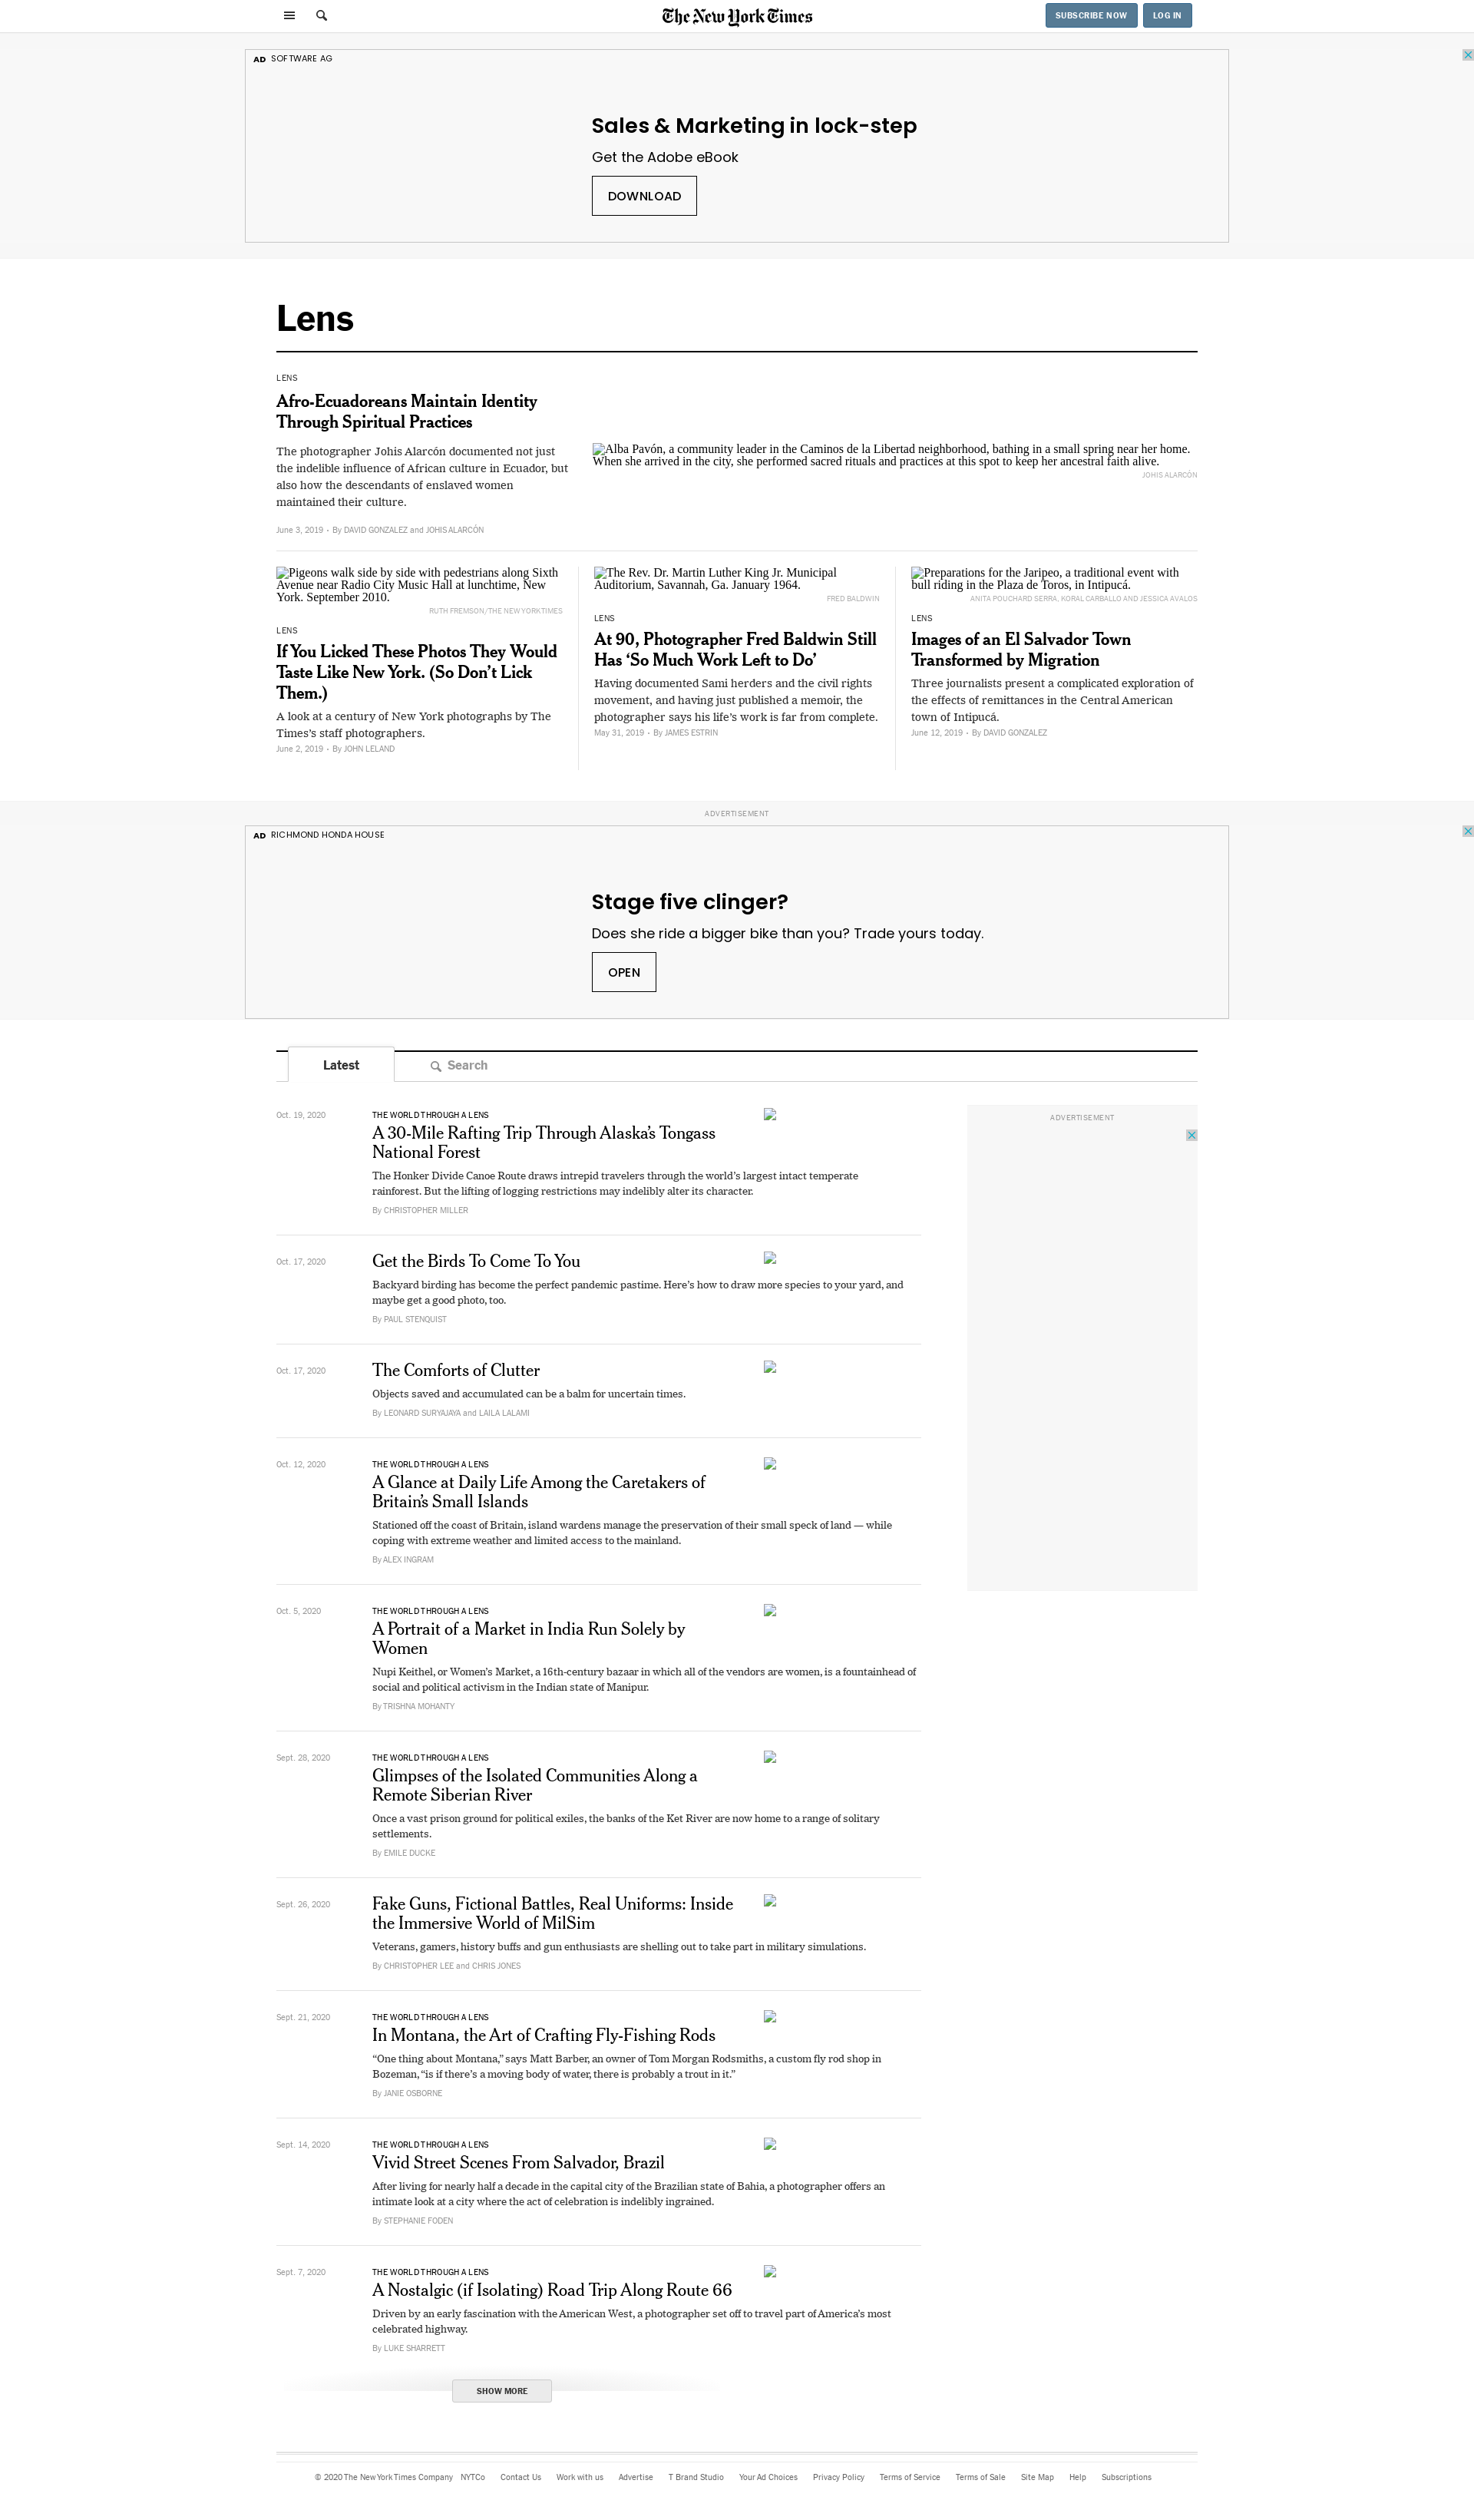 The New York Times
SUBSCRIBE NOW
LOG IN
AD SOFTWARE AG
Sales & Marketing in lock-step
Get the Adobe eBook
DOWNLOAD
Lens
LENS
Afro-Ecuadoreans Maintain Identity
Through Spiritual Practices
The photographer Johis Alarcón documented not just
the indelible influence of African culture in Ecuador, but
also how the descendants of enslaved women
maintained their culture.
June 3, 2019 • By DAVID GONZALEZ and JOHIS ALARCÓN
Alba Pavón, a community leader in the Caminos de la Libertad neighborhood, bathing in a small spring near her home.
When she arrived in the city, she performed sacred rituals and practices at this spot to keep her ancestral faith alive.
JOHIS ALARCÓN
Pigeons walk side by side with pedestrians along Sixth
Avenue near Radio City Music Hall at lunchtime, New
York. September 2010.
RUTH FREMSON/THE NEW YORK TIMES
LENS
If You Licked These Photos They Would
Taste Like New York. (So Don’t Lick
Them.)
A look at a century of New York photographs by The
Times’s staff photographers.
June 2, 2019 • By JOHN LELAND
The Rev. Dr. Martin Luther King Jr. Municipal
Auditorium, Savannah, Ga. January 1964.
FRED BALDWIN
LENS
At 90, Photographer Fred Baldwin Still
Has ‘So Much Work Left to Do’
Having documented Sami herders and the civil rights
movement, and having just published a memoir, the
photographer says his life’s work is far from complete.
May 31, 2019 • By JAMES ESTRIN
Preparations for the Jaripeo, a traditional event with
bull riding in the Plaza de Toros, in Intipucá.
ANITA POUCHARD SERRA, KORAL CARBALLO AND JÉSSICA AVALOS
LENS
Images of an El Salvador Town
Transformed by Migration
Three journalists present a complicated exploration of
the effects of remittances in the Central American
town of Intipucá.
June 12, 2019 • By DAVID GONZALEZ
ADVERTISEMENT
AD RICHMOND HONDA HOUSE
Stage five clinger?
Does she ride a bigger bike than you? Trade yours today.
OPEN
Latest
Search
ADVERTISEMENT
Oct. 19, 2020
THE WORLD THROUGH A LENS
A 30-Mile Rafting Trip Through Alaska’s Tongass
National Forest
The Honker Divide Canoe Route draws intrepid travelers through the world’s largest intact temperate
rainforest. But the lifting of logging restrictions may indelibly alter its character.
By CHRISTOPHER MILLER
Oct. 17, 2020
Get the Birds To Come To You
Backyard birding has become the perfect pandemic pastime. Here’s how to draw more species to your yard, and
maybe get a good photo, too.
By PAUL STENQUIST
Oct. 17, 2020
The Comforts of Clutter
Objects saved and accumulated can be a balm for uncertain times.
By LEONARD SURYAJAYA and LAILA LALAMI
Oct. 12, 2020
THE WORLD THROUGH A LENS
A Glance at Daily Life Among the Caretakers of
Britain’s Small Islands
Stationed off the coast of Britain, island wardens manage the preservation of their small speck of land — while
coping with extreme weather and limited access to the mainland.
By ALEX INGRAM
Oct. 5, 2020
THE WORLD THROUGH A LENS
A Portrait of a Market in India Run Solely by
Women
Nupi Keithel, or Women’s Market, a 16th-century bazaar in which all of the vendors are women, is a fountainhead of
social and political activism in the Indian state of Manipur.
By TRISHNA MOHANTY
Sept. 28, 2020
THE WORLD THROUGH A LENS
Glimpses of the Isolated Communities Along a
Remote Siberian River
Once a vast prison ground for political exiles, the banks of the Ket River are now home to a range of solitary
settlements.
By EMILE DUCKE
Sept. 26, 2020
Fake Guns, Fictional Battles, Real Uniforms: Inside
the Immersive World of MilSim
Veterans, gamers, history buffs and gun enthusiasts are shelling out to take part in military simulations.
By CHRISTOPHER LEE and CHRIS JONES
Sept. 21, 2020
THE WORLD THROUGH A LENS
In Montana, the Art of Crafting Fly-Fishing Rods
“One thing about Montana,” says Matt Barber, an owner of Tom Morgan Rodsmiths, a custom fly rod shop in
Bozeman, “is if there’s a moving body of water, there is probably a trout in it.”
By JANIE OSBORNE
Sept. 14, 2020
THE WORLD THROUGH A LENS
Vivid Street Scenes From Salvador, Brazil
After living for nearly half a decade in the capital city of the Brazilian state of Bahia, a photographer offers an
intimate look at a city where the act of celebration is indelibly ingrained.
By STEPHANIE FODEN
Sept. 7, 2020
THE WORLD THROUGH A LENS
A Nostalgic (if Isolating) Road Trip Along Route 66
Driven by an early fascination with the American West, a photographer set off to travel part of America’s most
celebrated highway.
By LUKE SHARRETT
SHOW MORE
© 2020 The New York Times Company NYTCo Contact Us Work with us Advertise T Brand Studio Your Ad Choices Privacy Policy Terms of Service Terms of Sale Site Map Help Subscriptions